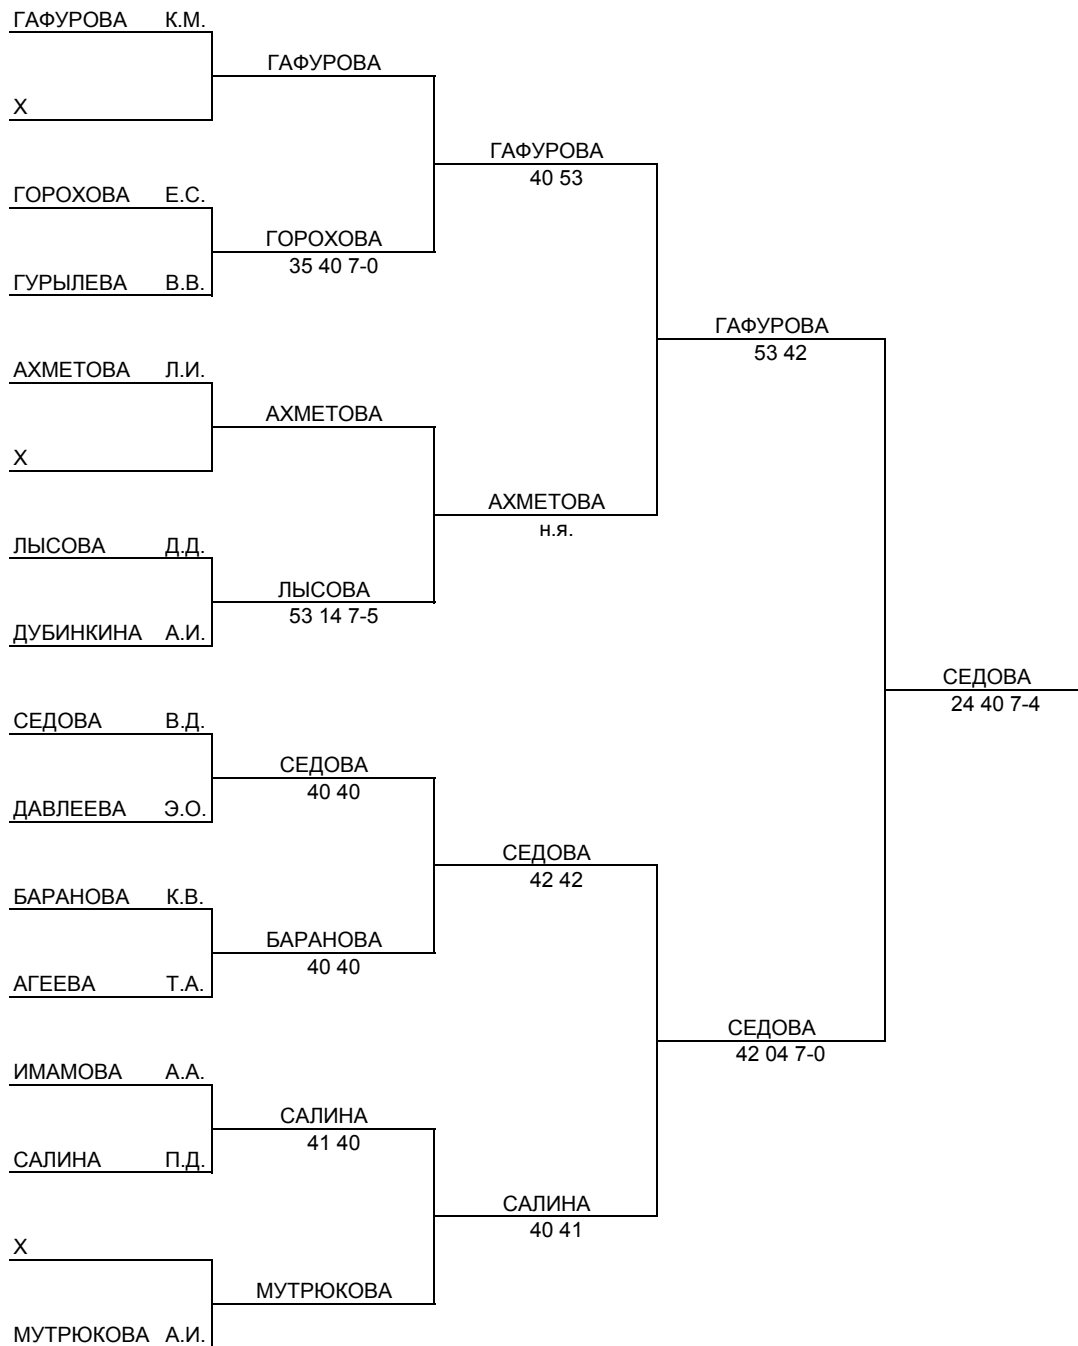 ГАФУРОВА К.М.
ГАФУРОВА
Х
ГАФУРОВА
40 53
ГОРОХОВА Е.С.
ГОРОХОВА
35 40 7-0
ГУРЫЛЕВА В.В.
ГАФУРОВА
53 42
АХМЕТОВА Л.И.
АХМЕТОВА
Х
АХМЕТОВА
н.я.
ЛЫСОВА Д.Д.
ЛЫСОВА
53 14 7-5
ДУБИНКИНА А.И.
СЕДОВА
24 40 7-4
СЕДОВА В.Д.
СЕДОВА
40 40
ДАВЛЕЕВА Э.О.
СЕДОВА
42 42
БАРАНОВА К.В.
БАРАНОВА
40 40
АГЕЕВА Т.А.
СЕДОВА
42 04 7-0
ИМАМОВА А.А.
САЛИНА
41 40
САЛИНА П.Д.
САЛИНА
40 41
Х
МУТРЮКОВА
МУТРЮКОВА А.И.